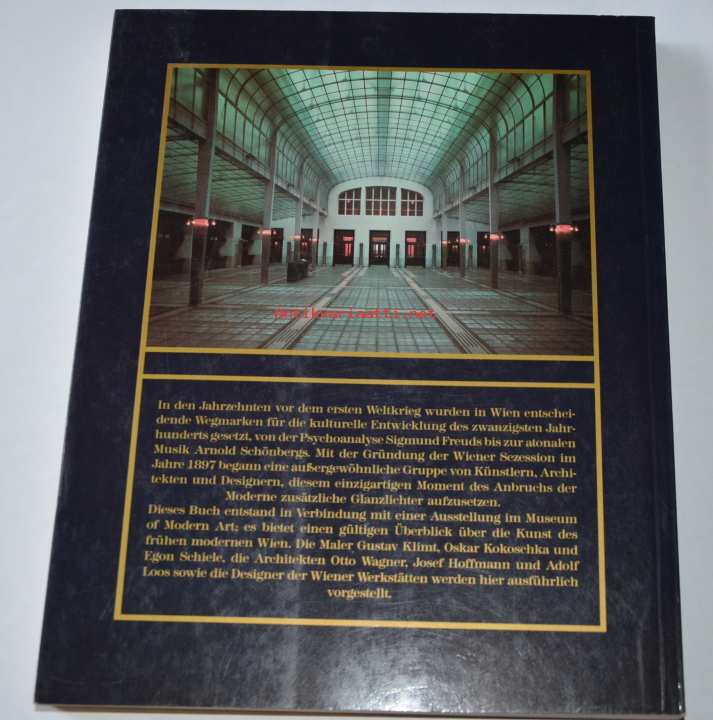 antikvariaatti.net
In den Jahrzehnten vor dem ersten Weltkrieg wurden in Wien entschei-
dende Wegmarken für die kulturelle Entwicklung des zwanzigsten Jahr-
hunderts gesetzt, von der Psychoanalyse Sigmund Freuds bis zur atonalen
Musik Arnold Schönbergs. Mit der Gründung der Wiener Sezession im
Jahre 1897 begann eine außergewöhnliche Gruppe von Künstlern, Archi-
tekten und Designern, diesem einzigartigen Moment des Anbruchs der
Moderne zusätzliche Glanzlichter aufzusetzen.
Dieses Buch entstand in Verbindung mit einer Ausstellung im Museum
of Modern Art; es bietet einen gültigen Überblick über die Kunst des
frühen modernen Wien. Die Maler Gustav Klimt, Oskar Kokoschka und
Egon Schiele, die Architekten Otto Wagner, Josef Hoffmann und Adolf
Loos sowie die Designer der Wiener Werkstätten werden hier ausführlich
vorgestellt.